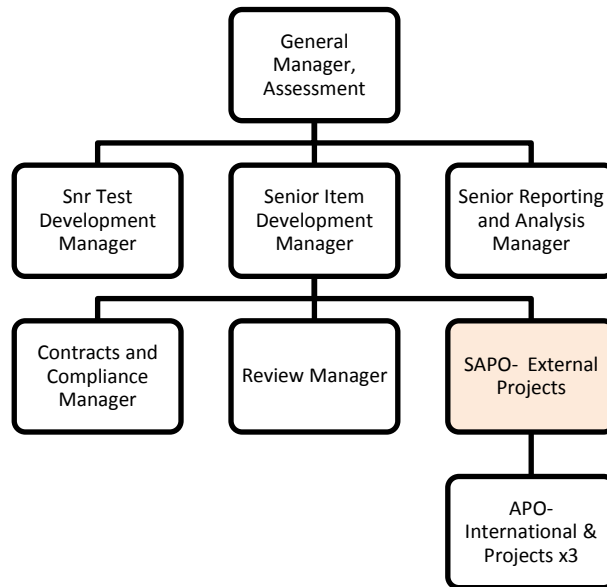 General
Manager,
Assessment
Snr Test
Development
Manager
Senior Item
Development
Manager
Senior Reporting
and Analysis
Manager
Contracts and
Compliance
Manager
Review Manager
SAPO-  External
Projects
APO-
International &
Projects x3